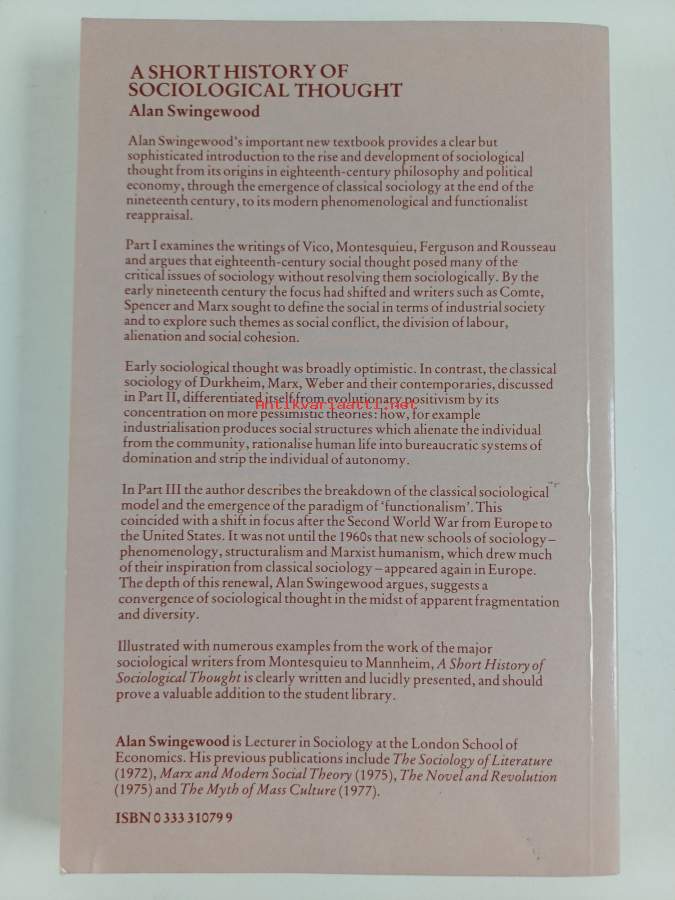 A SHORT HISTORY OF
SOCIOLOGICAL THOUGHT
Alan Swingewood
Alan Swingewood's important new textbook provides a clear but
sophisticated introduction to the rise and development of sociological
thought from its origins in eighteenth-century philosophy and political
economy, through the emergence of classical sociology at the end of the
nineteenth century, to its modern phenomenological and functionalist
reappraisal.
Part I examines the writings of Vico, Montesquieu, Ferguson and Rousseau
and argues that eighteenth-century social thought posed many of the
critical issues of sociology without resolving them sociologically. By the
early nineteenth century the focus had shifted and writers such as Comte,
Spencer and Marx sought to define the social in terms of industrial society
and to explore such themes as social conflict, the division of labour,
alienation and social cohesion.
Early sociological thought was broadly optimistic. In contrast, the classical
sociology of Durkheim, Marx, Weber and their contemporaries, discussed
in Part II, differentiated itself from evolutionary positivism by its
Antikvariaatti.net
concentration on more pessimistic theories: how, for example
industrialisation produces social structures which alienate the individual
from the community, rationalise human life into bureaucratic systems of
domination and strip the individual of autonomy.
In Part III the author describes the breakdown of the classical sociological
model and the emergence of the paradigm of 'functionalism'. This
coincided with a shift in focus after the Second World War from Europe to
the United States. It was not until the 1960s that new schools of sociology –
phenomenology, structuralism and Marxist humanism, which drew much
of their inspiration from classical sociology – appeared again in Europe.
The depth of this renewal, Alan Swingewood argues, suggests a
convergence of sociological thought in the midst of apparent fragmentation
and diversity.
Illustrated with numerous examples from the work of the major
sociological writers from Montesquieu to Mannheim, A Short History of
Sociological Thought is clearly written and lucidly presented, and should
prove a valuable addition to the student library.
Alan Swingewood is Lecturer in Sociology at the London School of
Economics. His previous publications include The Sociology of Literature
(1972), Marx and Modern Social Theory (1975), The Novel and Revolution
(1975) and The Myth of Mass Culture (1977).
ISBN 0 333 31079 9